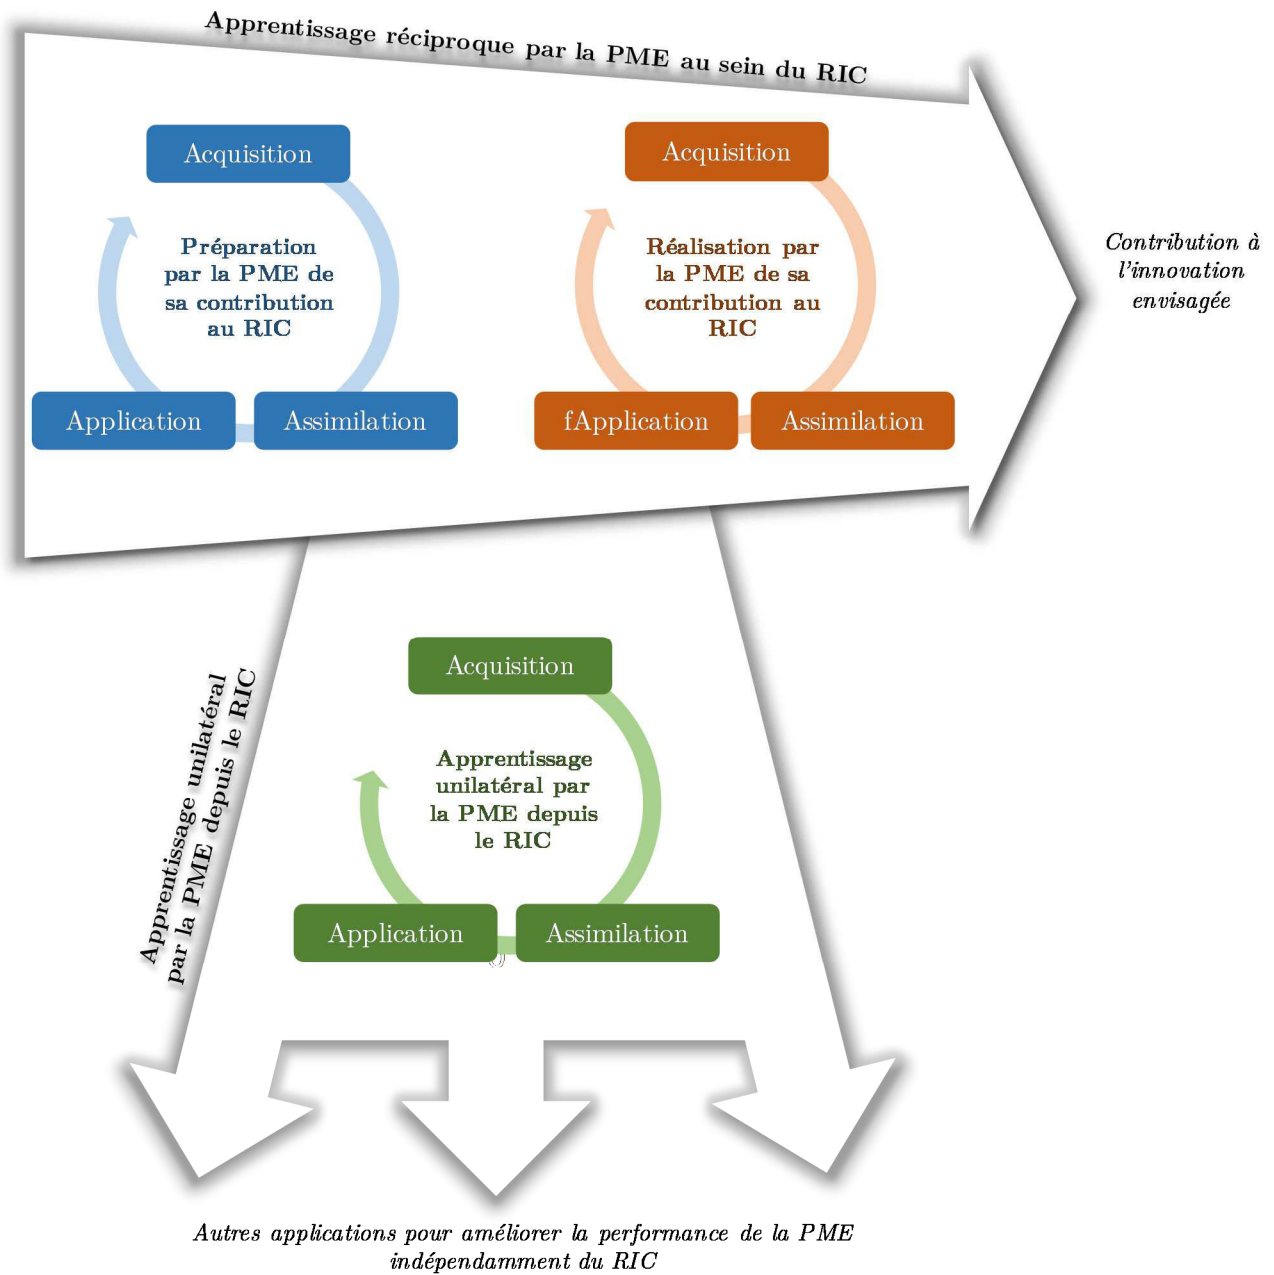 Apprentissage réciproque par la PME au sein du RIC
Acquisition
Préparation
par la PME de
sa contribution
au RIC
Application
Assimilation
Acquisition
Réalisation par
la PME de sa
contribution au
RIC
fApplication
Assimilation
Contribution à
l'innovation
envisagée
Apprentissage unilatéral
par la PME depuis le RIC
Acquisition
Apprentissage
unilatéral par
la PME depuis
le RIC
Application
Assimilation
Autres applications pour améliorer la performance de la PME
indépendamment du RIC